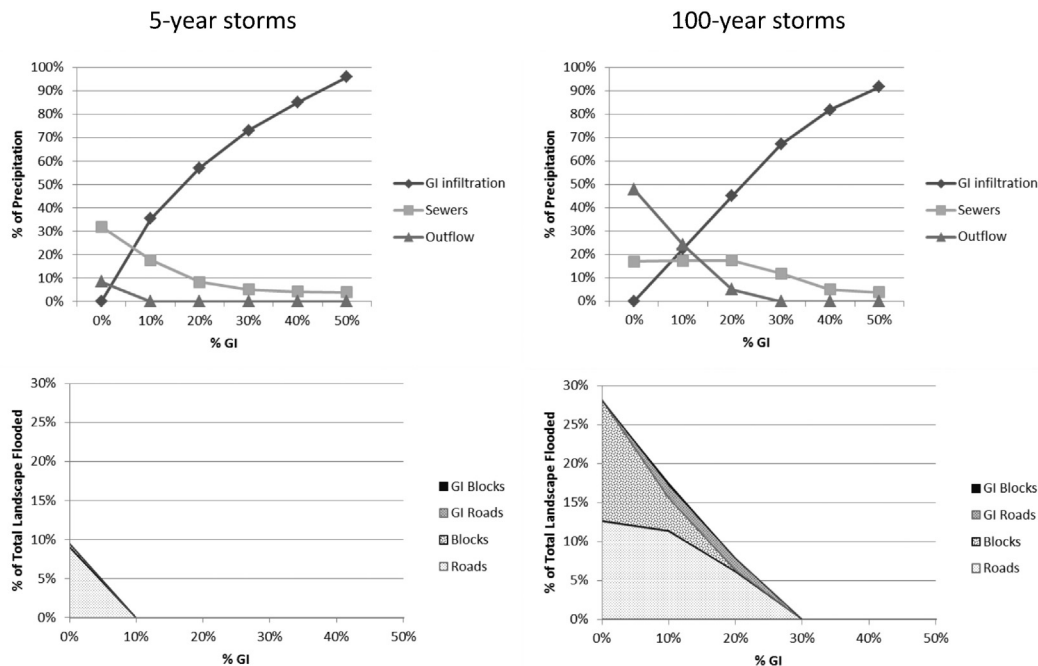 5-year storms
100%
90%
80%
70%
60%
50%
40%
30%
20%
10%
0%
% of Precipitation
0% 10% 20% 30% 40% 50%
% GI
GI infiltration
Sewers
Outflow
100-year storms
100%
90%
80%
70%
60%
50%
40%
30%
20%
10%
0%
% of Precipitation
0% 10% 20% 30% 40% 50%
% GI
GI infiltration
Sewers
Outflow
30%
25%
20%
15%
10%
5%
0%
% of Total Landscape Flooded
0% 10% 20% 30% 40% 50%
% GI
GI Blocks
GI Roads
Blocks
Roads
30%
25%
20%
15%
10%
5%
0%
% of Total Landscape Flooded
0% 10% 20% 30% 40% 50%
% GI
GI Blocks
GI Roads
Blocks
Roads